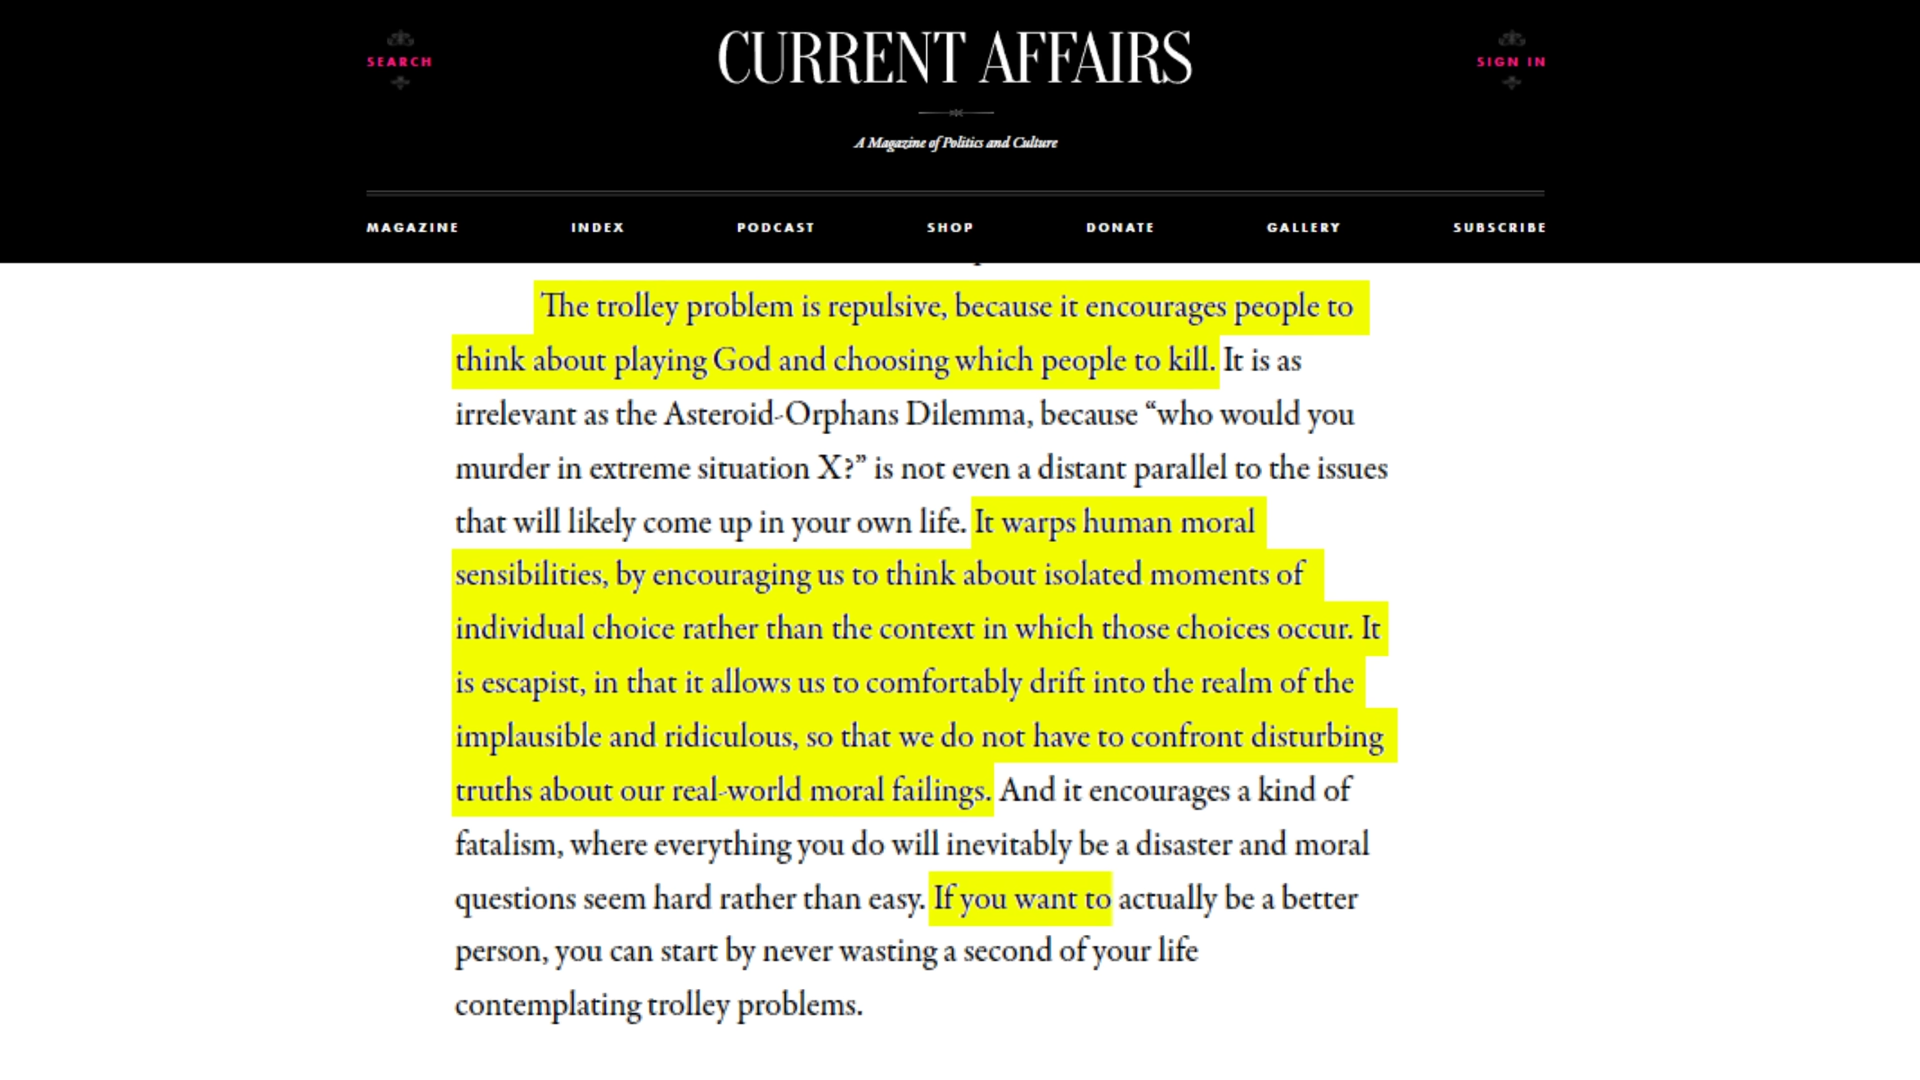 SEARCH
CURRENT AFFAIRS
SIGN IN
A Magazine of Politics and Culture
MAGAZINE INDEX PODCAST SHOP DONATE GALLERY SUBSCRIBE
The trolley problem is repulsive, because it encourages people to
think about playing God and choosing which people to kill. It is as
irrelevant as the Asteroid-Orphans Dilemma, because “who would you
murder in extreme situation X?” is not even a distant parallel to the issues
that will likely come up in your own life. It warps human moral
sensibilities, by encouraging us to think about isolated moments of
individual choice rather than the context in which those choices occur. It
is escapist, in that it allows us to comfortably drift into the realm of the
implausible and ridiculous, so that we do not have to confront disturbing
truths about our real-world moral failings. And it encourages a kind of
fatalism, where everything you do will inevitably be a disaster and moral
questions seem hard rather than easy. If you want to actually be a better
person, you can start by never wasting a second of your life
contemplating trolley problems.